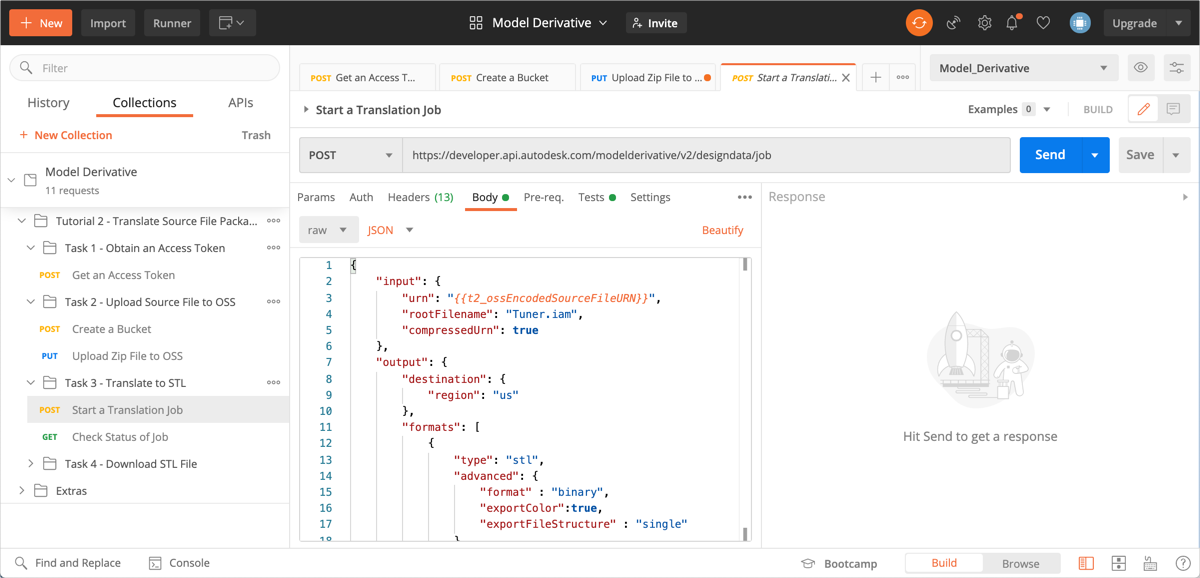 New
Import
Runner
Model Derivative
Invite
Upgrade
Filter
History
Collections
APIs
+ New Collection
Trash
Model Derivative
11 requests
Tutorial 2 - Translate Source File Packa...
Task 1 - Obtain an Access Token
POST Get an Access Token
Task 2 - Upload Source File to OSS
POST Create a Bucket
PUT Upload Zip File to OSS
Task 3 - Translate to STL
POST Start a Translation Job
GET Check Status of Job
Task 4 - Download STL File
Extras
POST Get an Access T...
POST Create a Bucket
PUT Upload Zip File to ...
POST Start a Translati...
Model_Derivative
Start a Translation Job
Examples 0
BUILD
POST
https://developer.api.autodesk.com/modelderivative/v2/designdata/job
Send
Save
Params Auth Headers (13) Body Pre-req. Tests Settings
Response
raw
JSON
Beautify
1 {
2 "input": {
3 "urn": "{{t2_ossEncodedSourceFileURN}}",
4 "rootFilename": "Tuner.iam",
5 "compressedUrn": true
6 },
7 "output": {
8 "destination": {
9 "region": "us"
10 },
11 "formats": [
12 {
13 "type": "stl",
14 "advanced": {
15 "format" : "binary",
16 "exportColor":true,
17 "exportFileStructure" : "single"
18 }
Hit Send to get a response
Find and Replace
Console
Bootcamp
Build
Browse